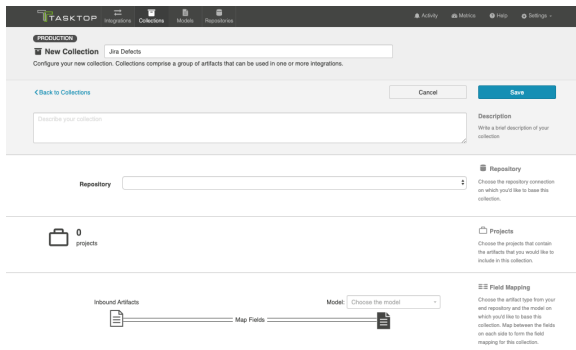 TASKTOP Integrations Collections Models Repositories Activity Metrics Help Settings
PRODUCTION
New Collection Jira Defects
Configure your new collection. Collections comprise a group of artifacts that can be used in one or more integrations.
Back to Collections Cancel Save
Describe your collection
Description
Write a brief description of your
collection.
Repository
Repository
Choose the repository connection
on which you'd like to base this
collection.
0
projects
Projects
Choose the projects that contain
the artifacts that you would like to
include in this collection.
Inbound Artifacts Model: Choose the model
Map Fields
Field Mapping
Choose the artifact type from your
end repository and the model on
which you'd like to base this
collection. Map between the fields
on each side to form the field
mapping for this collection.